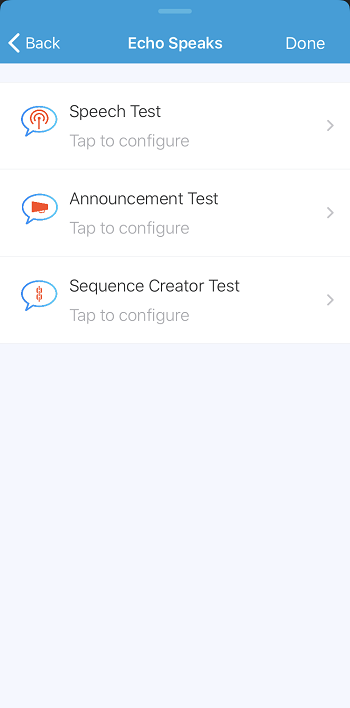 Back Echo Speaks Done
Speech Test
Tap to configure
Announcement Test
Tap to configure
Sequence Creator Test
Tap to configure